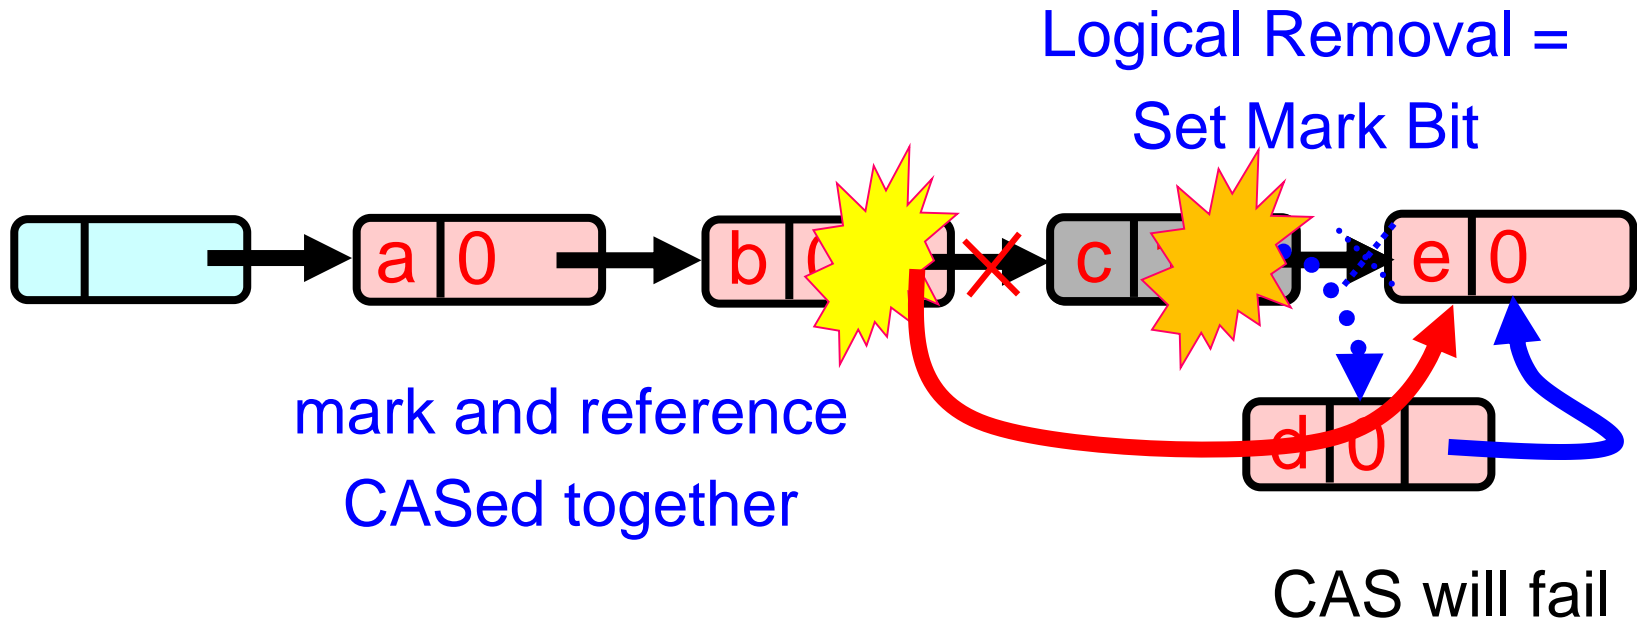 Logical Removal =
Set Mark Bit
a 0
b
c
e 0
mark and reference
CASed together
d 0
CAS will fail